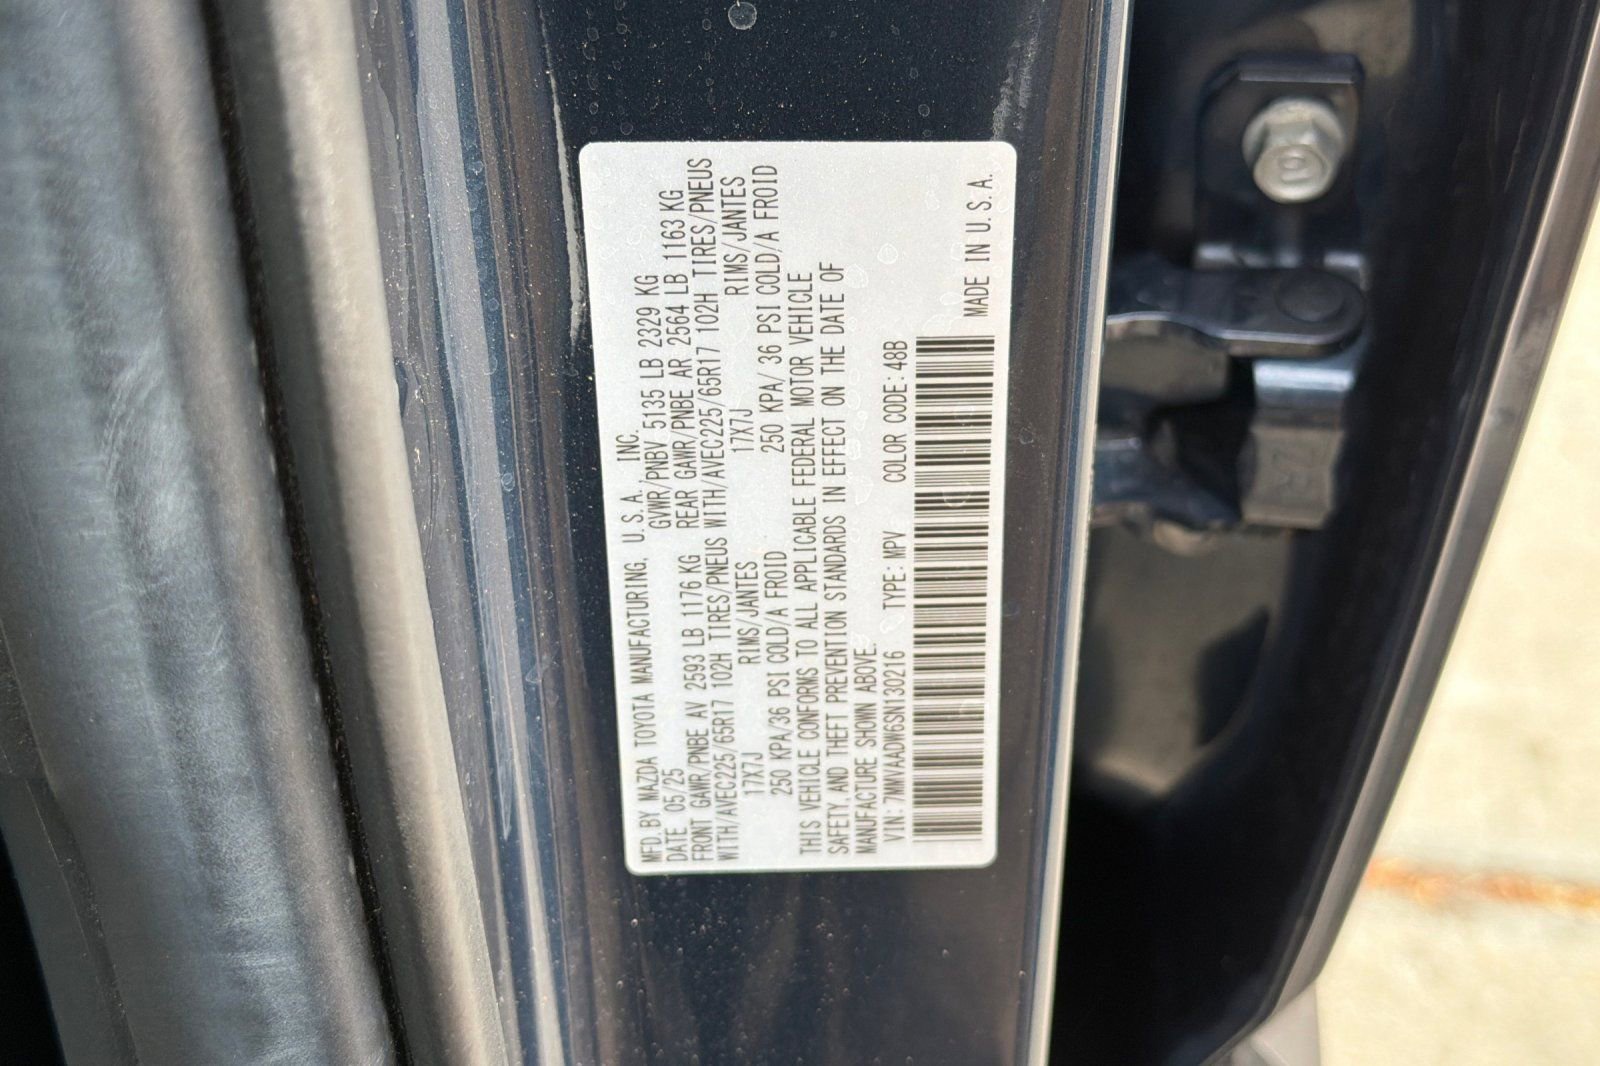 MFD. BY MAZDA TOYOTA MANUFACTURING, U.S.A. INC.
DATE 05/25 GVWR/PNBV 5135 LB 2329 KG
FRONT GAWR/PNBE AV 2593 LB 1176 KG REAR GAWR/PNBE AR 2564 LB 1163 KG
WITH/AVEC225/65R17 102H TIRES/PNEUS WITH/AVEC225/65R17 102H TIRES/PNEUS
17X7J RIMS/JANTES 17X7J RIMS/JANTES
250 KPA/36 PSI COLD/A FROID 250 KPA/ 36 PSI COLD/A FROID
THIS VEHICLE CONFORMS TO ALL APPLICABLE FEDERAL MOTOR VEHICLE
SAFETY, AND THEFT PREVENTION STANDARDS IN EFFECT ON THE DATE OF
MANUFACTURE SHOWN ABOVE.
VIN: 7MMVAADW6SN130216 TYPE: MPV COLOR CODE: 48B
MADE IN U.S.A.